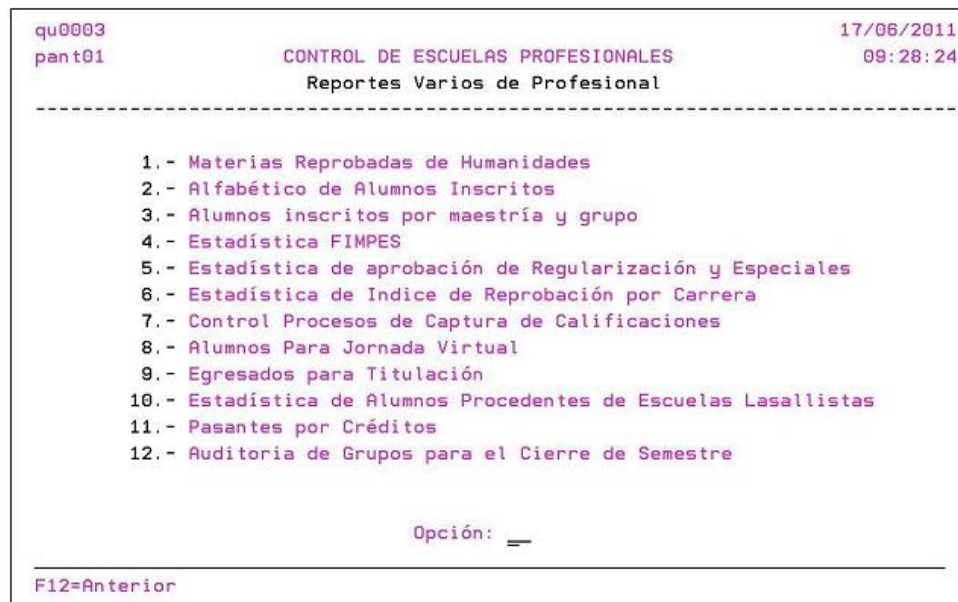 qu0003 17/06/2011
pant01 CONTROL DE ESCUELAS PROFESIONALES 09:28:24
Reportes Varios de Profesional
--------------------------------------------------------------------------------
1.- Materias Reprobadas de Humanidades
2.- Alfabético de Alumnos Inscritos
3.- Alumnos inscritos por maestría y grupo
4.- Estadística FIMPES
5.- Estadística de aprobación de Regularización y Especiales
6.- Estadística de Indice de Reprobación por Carrera
7.- Control Procesos de Captura de Calificaciones
8.- Alumnos Para Jornada Virtual
9.- Egresados para Titulación
10.- Estadística de Alumnos Procedentes de Escuelas Lasallistas
11.- Pasantes por Créditos
12.- Auditoria de Grupos para el Cierre de Semestre
Opción: __
F12=Anterior